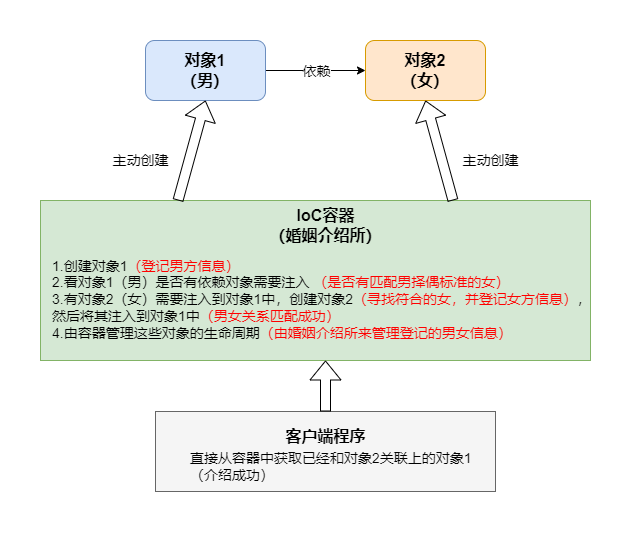 对象1
（男）
依赖
对象2
（女）
主动创建
主动创建
IoC容器
（婚姻介绍所）
1.创建对象1（登记男方信息）
2.看对象1（男）是否有依赖对象需要注入 （是否有匹配男择偶标准的女）
3.有对象2（女）需要注入到对象1中，创建对象2（寻找符合的女，并登记女方信息），
然后将其注入到对象1中（男女关系匹配成功）
4.由容器管理这些对象的生命周期（由婚姻介绍所来管理登记的男女信息）
客户端程序
直接从容器中获取已经和对象2关联上的对象1
（介绍成功）